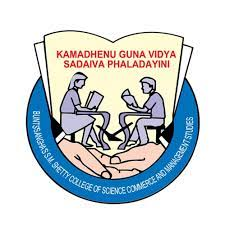 KAMADHENU GUNA VIDYA
SADAIVA PHALADAYINI
BUNTS SANGHA'S S.M. SHETTY COLLEGE OF SCIENCE COMMERCE AND MANAGEMENT STUDIES